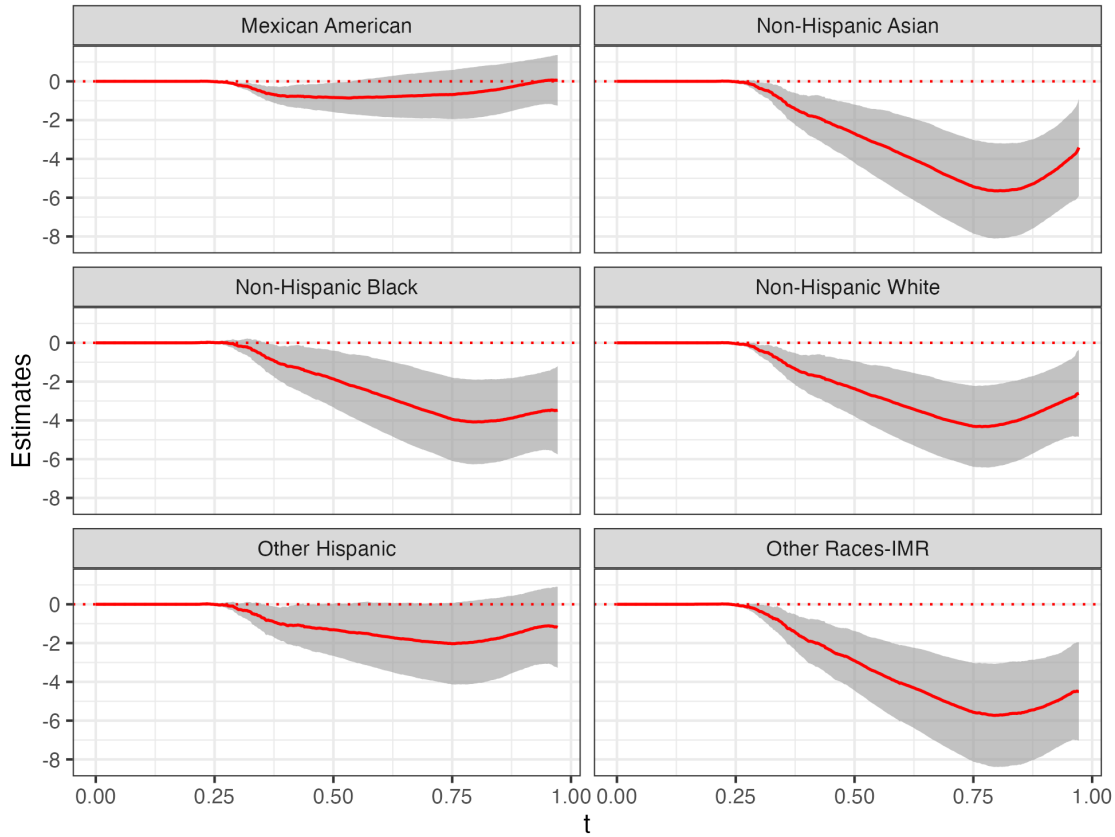 Mexican American
Non-Hispanic Asian
0
-2
-4
-6
-8
Non-Hispanic Black
Non-Hispanic White
0
-2
-4
-6
-8
Estimates
Other Hispanic
Other Races-IMR
0
-2
-4
-6
-8
0.00 0.25 0.50 0.75 1.00 0.00 0.25 0.50 0.75 1.00
t